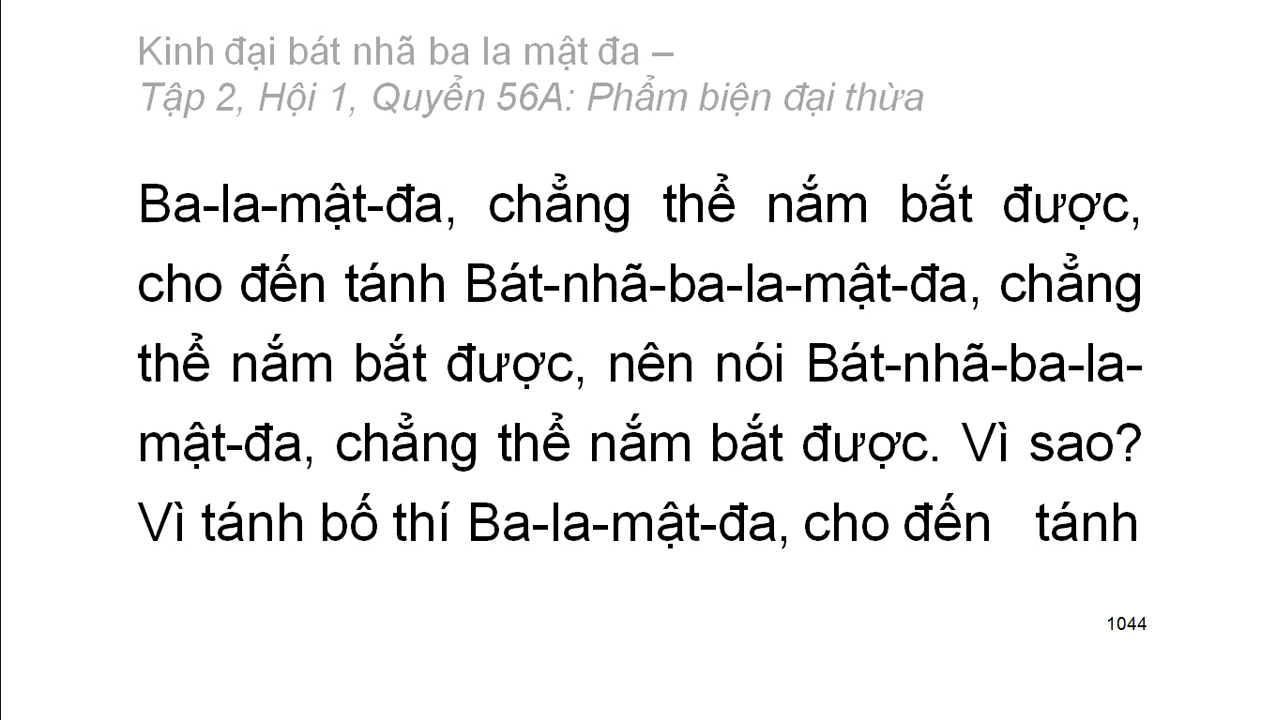 Kinh đại bát nhã ba la mật đa –
Tập 2, Hội 1, Quyển 56A: Phẩm biện đại thừa
Ba-la-mật-đa, chẳng thể nắm bắt được,
cho đến tánh Bát-nhã-ba-la-mật-đa, chẳng
thể nắm bắt được, nên nói Bát-nhã-ba-la-
mật-đa, chẳng thể nắm bắt được. Vì sao?
Vì tánh bố thí Ba-la-mật-đa, cho đến tánh
1044